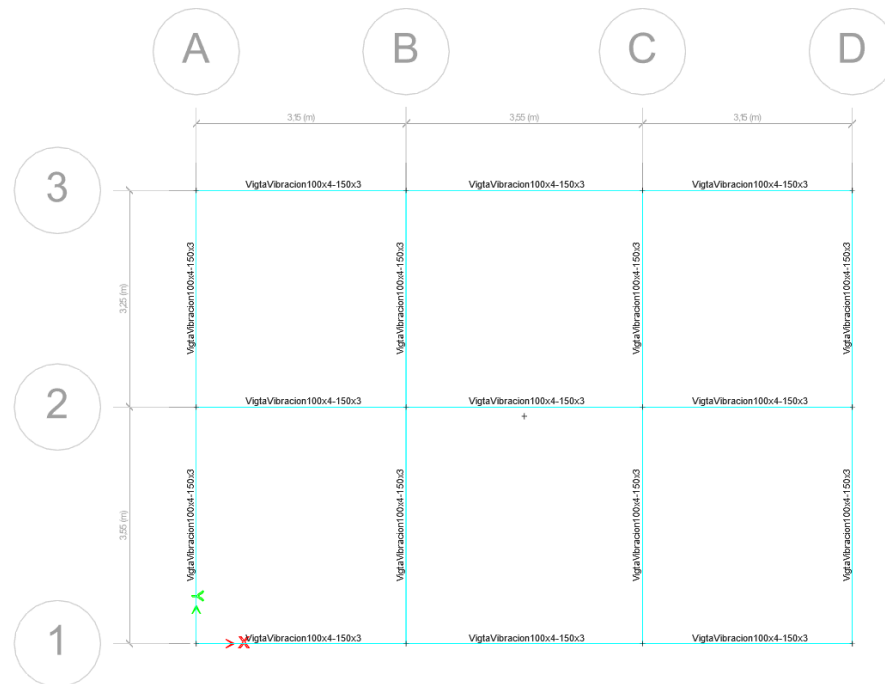 A B C D
3,15 (m) 3,55 (m) 3,15 (m)
3
VigtaVibracion100x4-150x3 VigtaVibracion100x4-150x3 VigtaVibracion100x4-150x3
3,25 (m)
VigtaVibracion100x4-150x3 VigtaVibracion100x4-150x3 VigtaVibracion100x4-150x3 VigtaVibracion100x4-150x3
2
VigtaVibracion100x4-150x3 VigtaVibracion100x4-150x3 VigtaVibracion100x4-150x3
3,55 (m)
VigtaVibracion100x4-150x3 VigtaVibracion100x4-150x3 VigtaVibracion100x4-150x3 VigtaVibracion100x4-150x3
Y
1
X
VigtaVibracion100x4-150x3 VigtaVibracion100x4-150x3 VigtaVibracion100x4-150x3